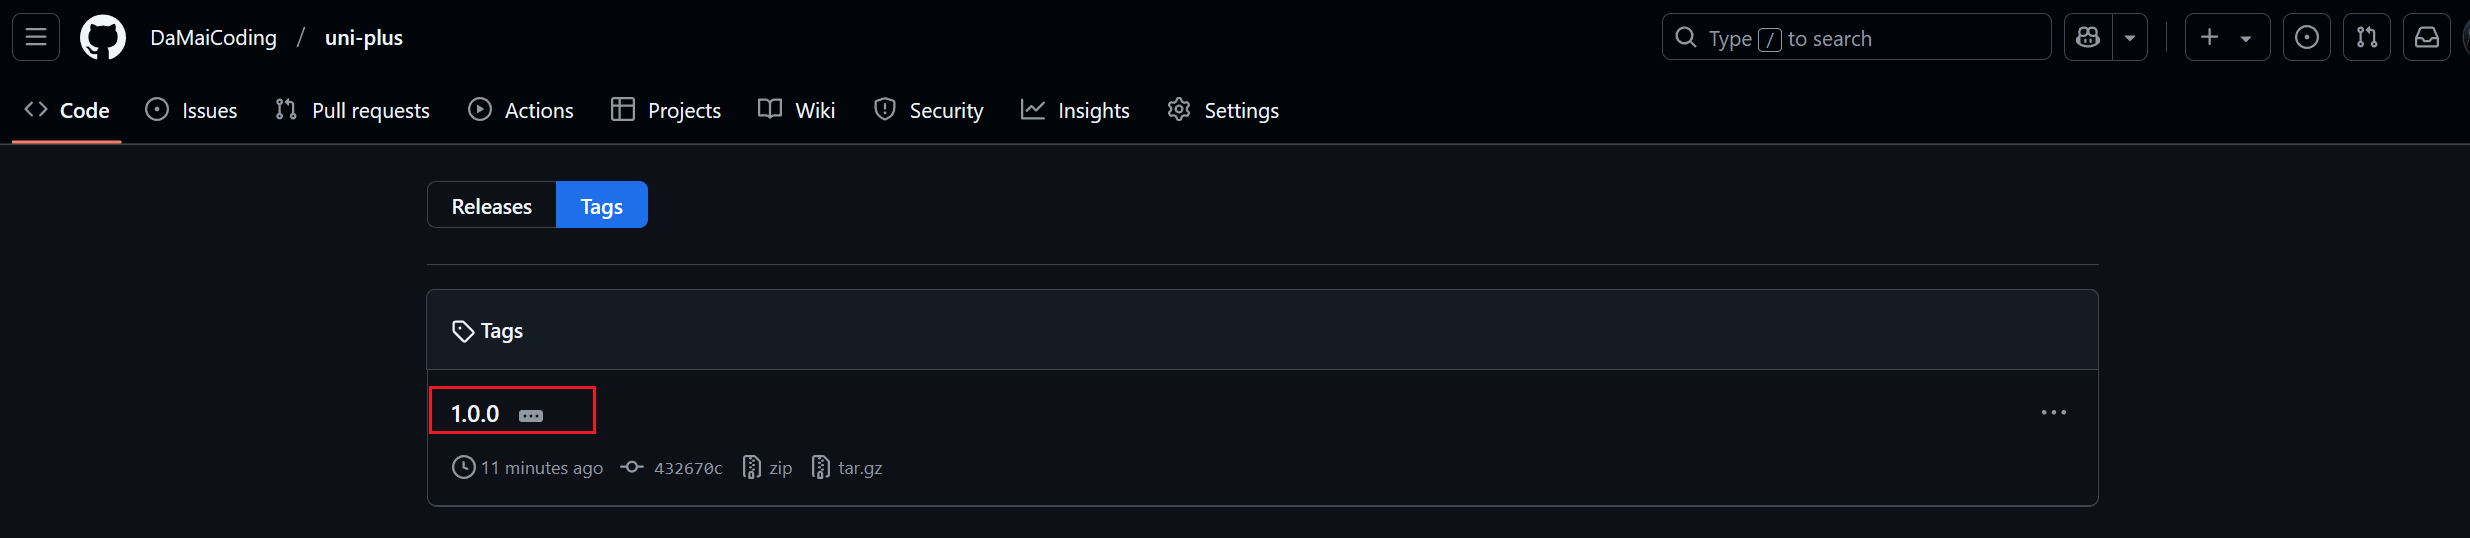 DaMaiCoding / uni-plus
Type / to search
Code Issues Pull requests Actions Projects Wiki Security Insights Settings
Releases Tags
Tags
1.0.0
11 minutes ago 432670c zip tar.gz